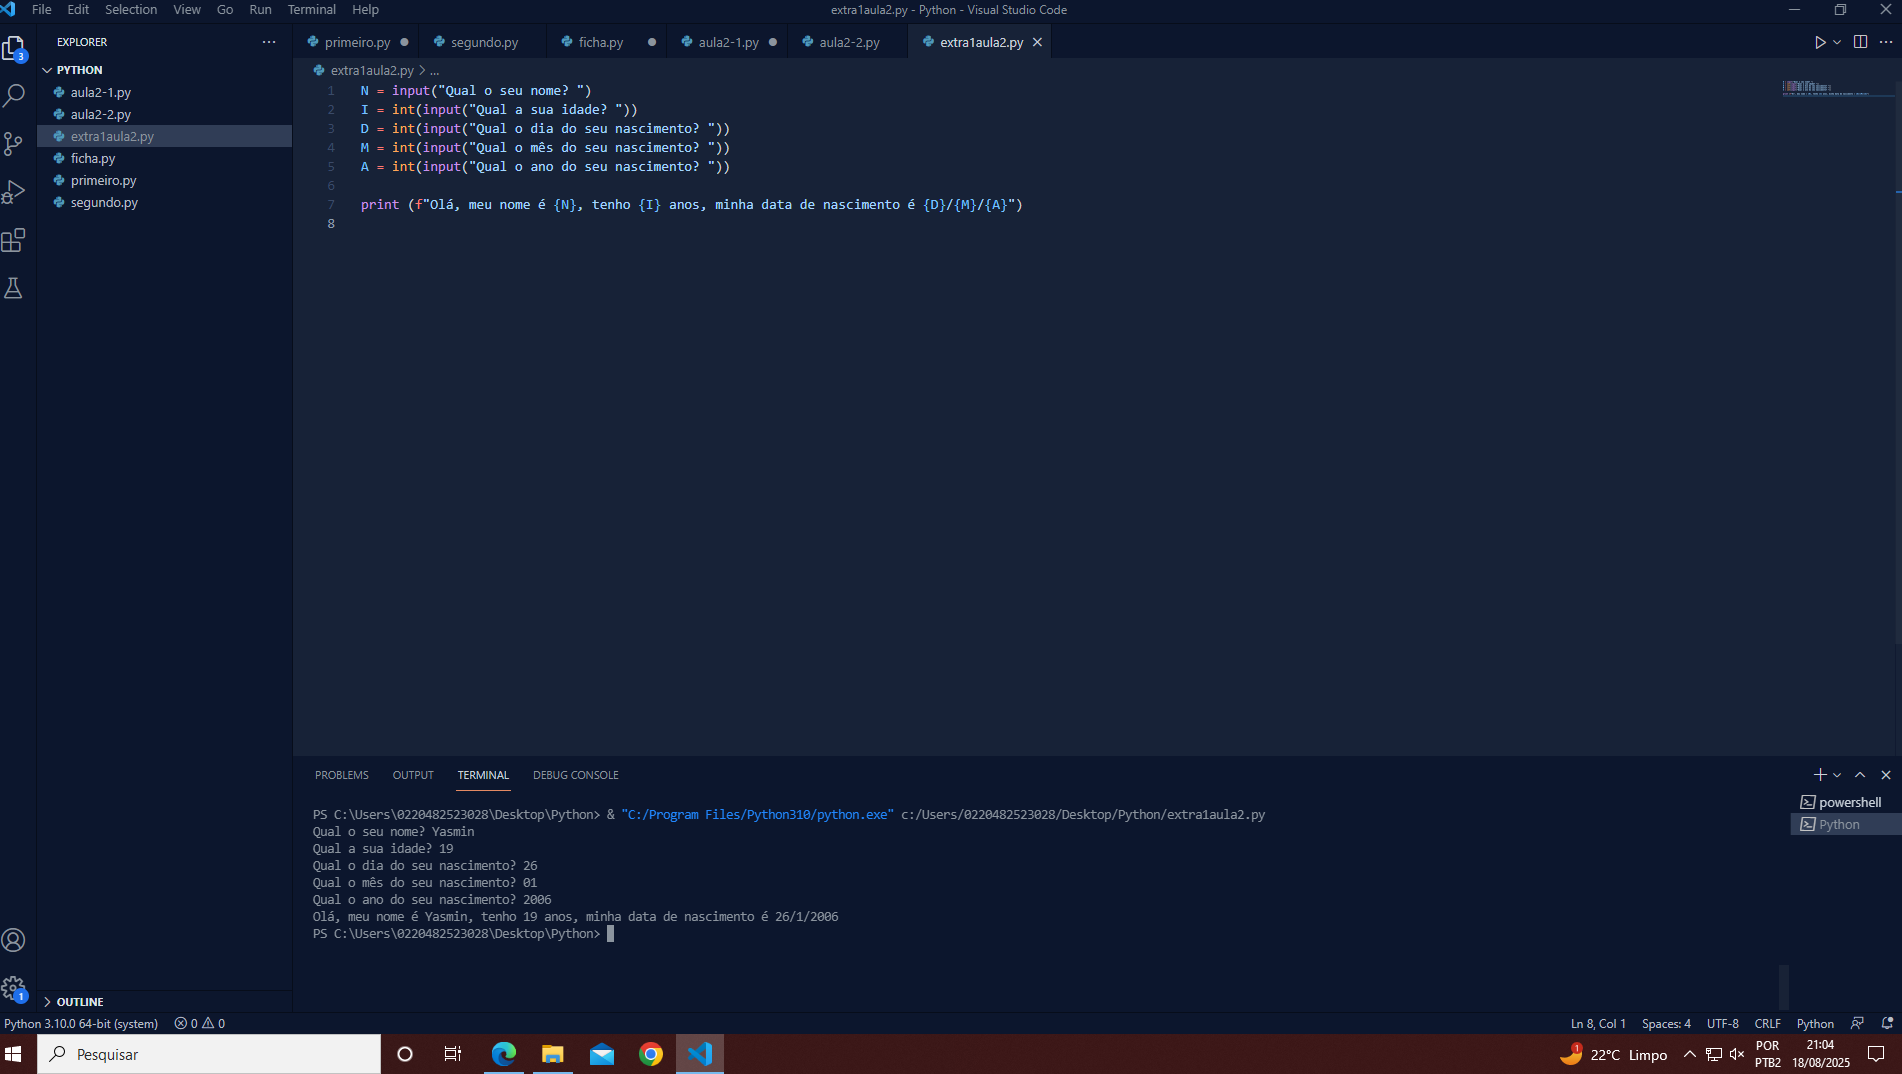 File Edit Selection View Go Run Terminal Help
extra1aula2.py - Python - Visual Studio Code
EXPLORER
PYTHON
aula2-1.py
aula2-2.py
extra1aula2.py
ficha.py
primeiro.py
segundo.py
OUTLINE
3
1
primeiro.py segundo.py ficha.py aula2-1.py aula2-2.py extra1aula2.py
extra1aula2.py > ...
1 N = input("Qual o seu nome? ")
2 I = int(input("Qual a sua idade? "))
3 D = int(input("Qual o dia do seu nascimento? "))
4 M = int(input("Qual o mês do seu nascimento? "))
5 A = int(input("Qual o ano do seu nascimento? "))
6
7 print (f"Olá, meu nome é {N}, tenho {I} anos, minha data de nascimento é {D}/{M}/{A}")
8
PROBLEMS OUTPUT TERMINAL DEBUG CONSOLE
PS C:\Users\0220482523028\Desktop\Python> & "C:/Program Files/Python310/python.exe" c:/Users/0220482523028/Desktop/Python/extra1aula2.py
Qual o seu nome? Yasmin
Qual a sua idade? 19
Qual o dia do seu nascimento? 26
Qual o mês do seu nascimento? 01
Qual o ano do seu nascimento? 2006
Olá, meu nome é Yasmin, tenho 19 anos, minha data de nascimento é 26/1/2006
PS C:\Users\0220482523028\Desktop\Python>
powershell
Python
Python 3.10.0 64-bit (system) 0 0
Ln 8, Col 1 Spaces: 4 UTF-8 CRLF Python
Pesquisar
1
22°C Limpo
POR
PTB2
21:04
18/08/2025